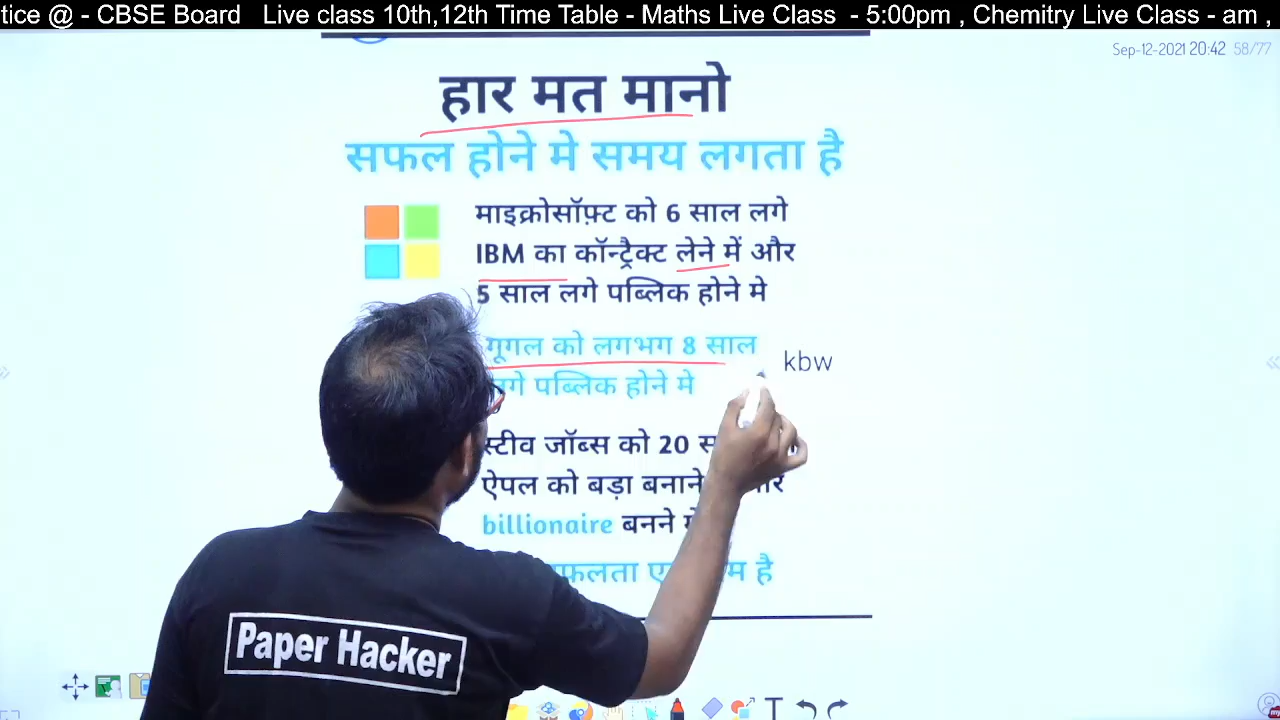 tice @ - CBSE Board Live class 10th,12th Time Table - Maths Live Class - 5:00pm , Chemitry Live Class - am ,
Sep-12-2021 20:42 58/77
हार मत मानो
सफल होने मे समय लगता है
माइक्रोसॉफ़्ट को 6 साल लगे
IBM का कॉन्ट्रैक्ट लेने में और
5 साल लगे पब्लिक होने मे
गूगल को लगभग 8 साल
kbw
पब्लिक होने मे
स्टीव जॉब्स को 20
ऐपल को बड़ा बनाने
billionaire बनने
है
Paper Hacker
T